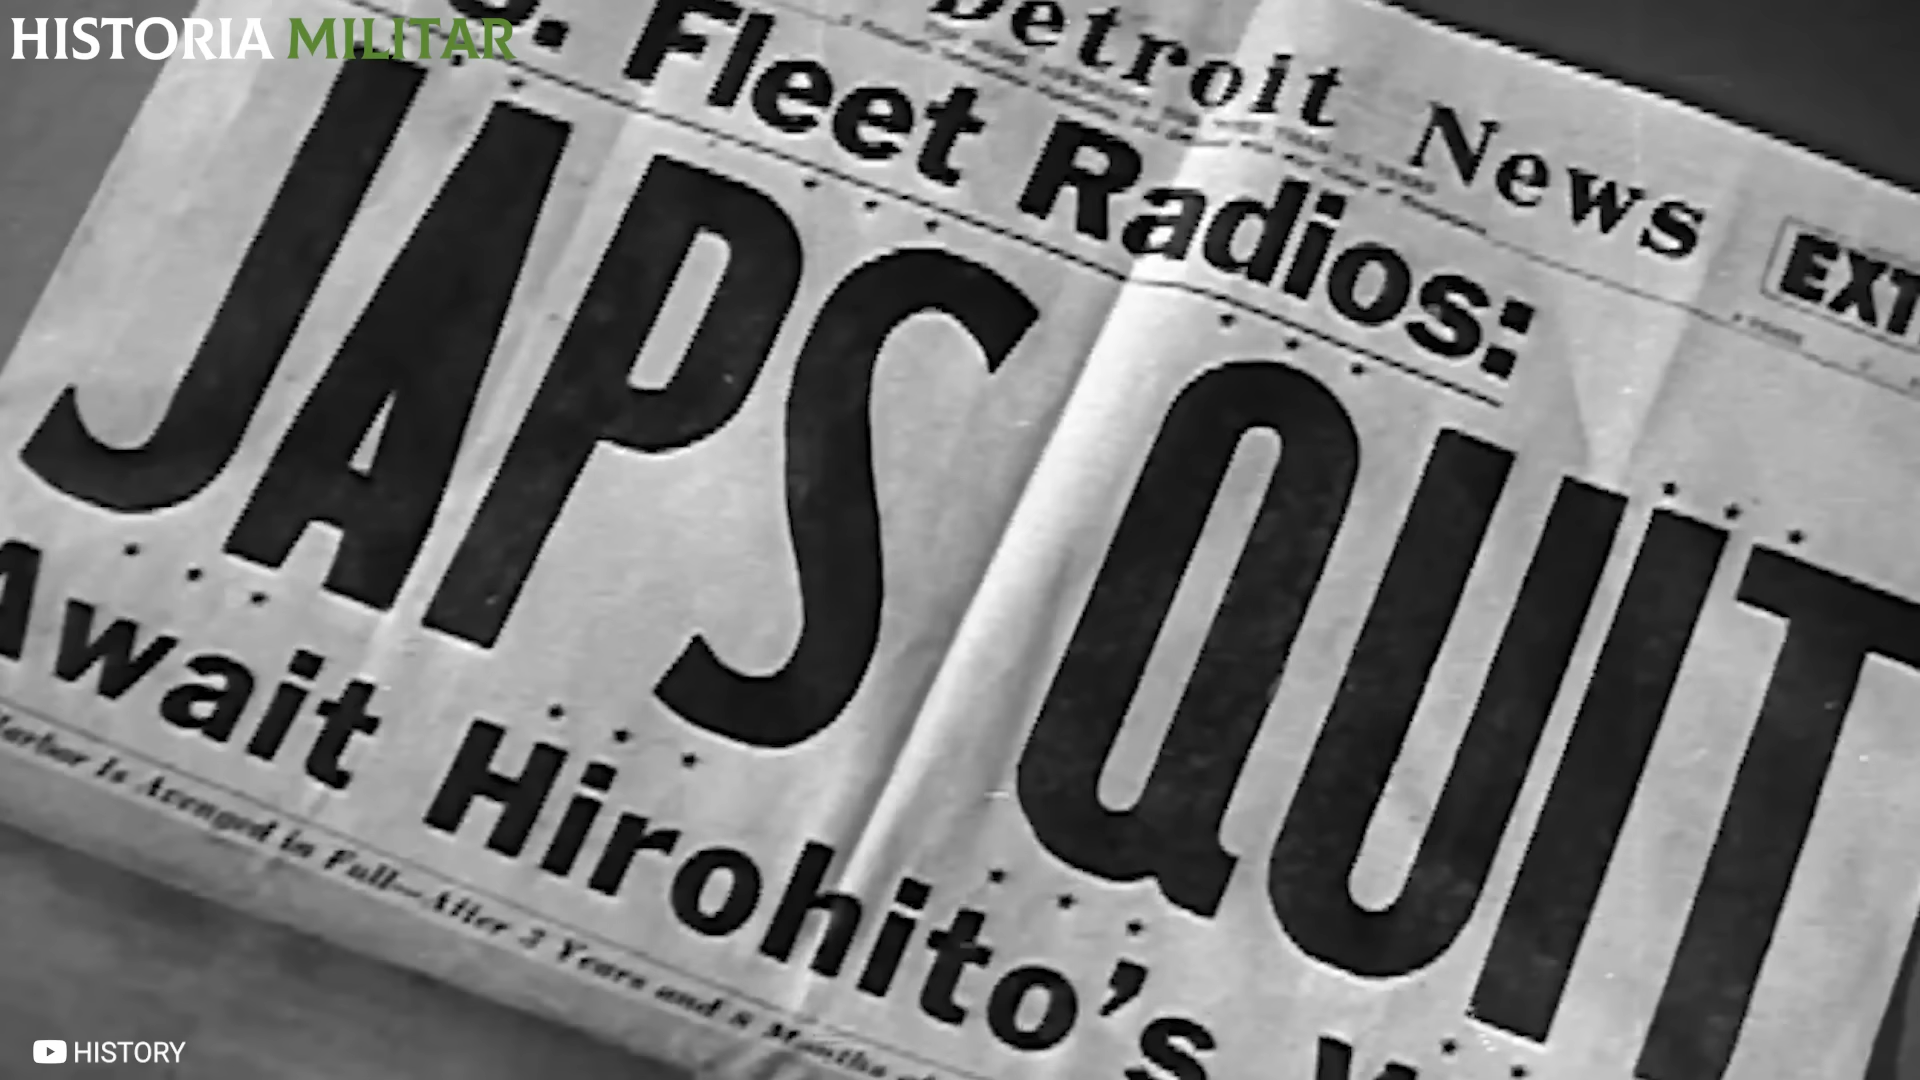 HISTORIA MILITAR
Detroit News
EXT
S. Fleet Radios:
JAPS QUIT
Await Hirohito's
Harbor Is Avenged in Full—After 3 Years and 8 Months
HISTORY